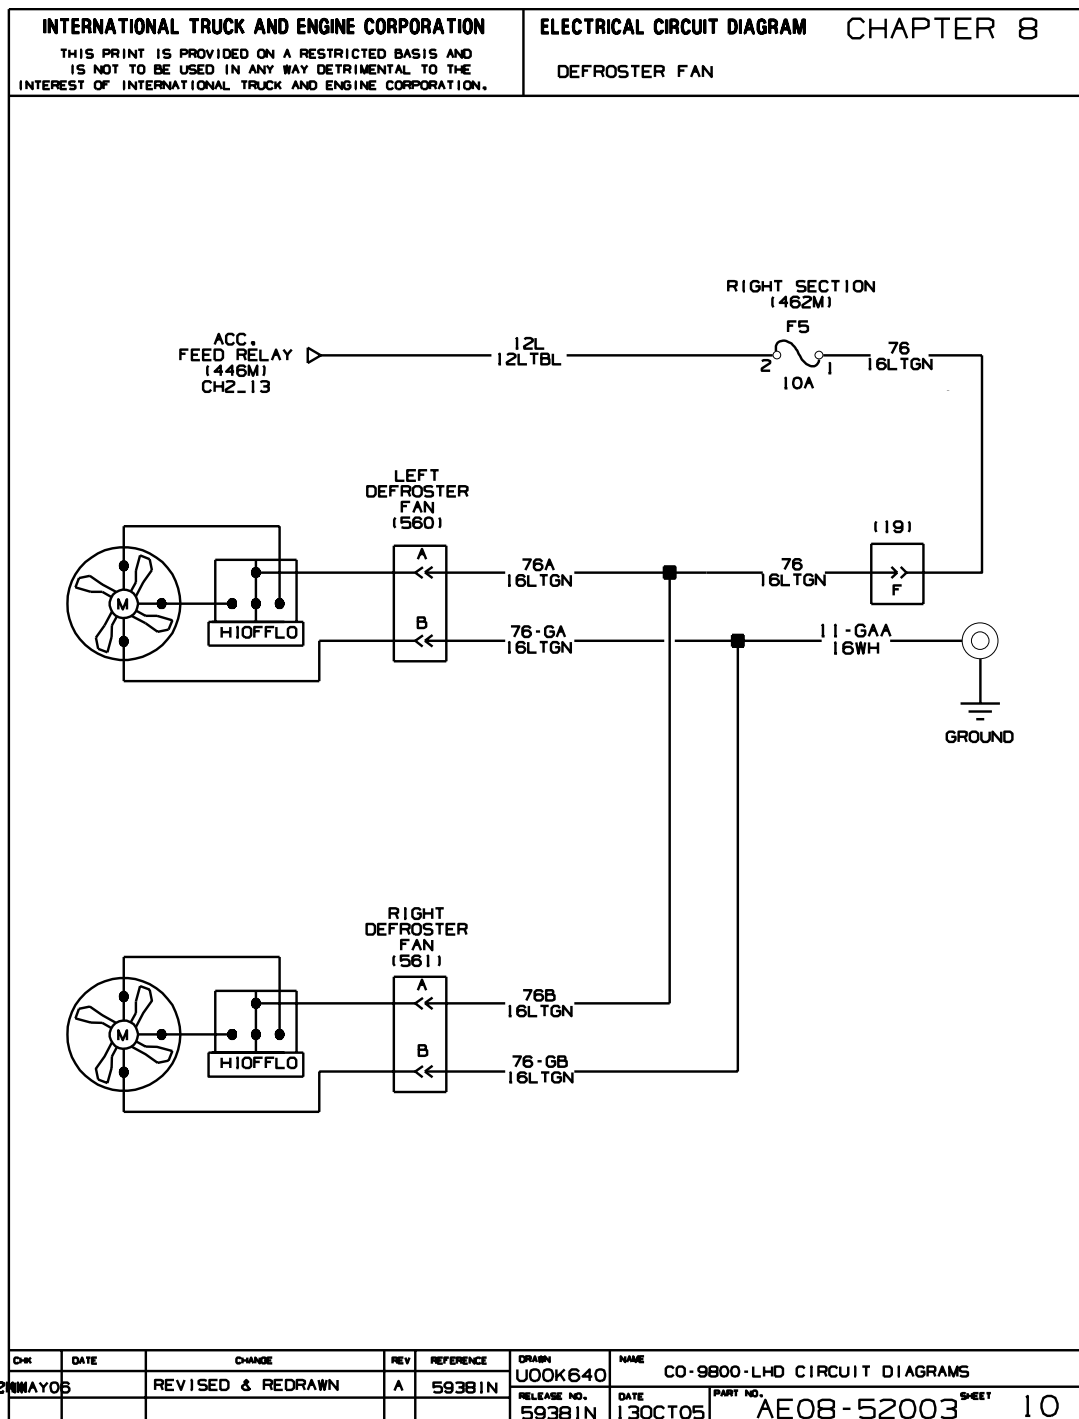 INTERNATIONAL TRUCK AND ENGINE CORPORATION
THIS PRINT IS PROVIDED ON A RESTRICTED BASIS AND
IS NOT TO BE USED IN ANY WAY DETRIMENTAL TO THE
INTEREST OF INTERNATIONAL TRUCK AND ENGINE CORPORATION.
ELECTRICAL CIRCUIT DIAGRAM CHAPTER 8
DEFROSTER FAN
RIGHT SECTION
(462M)
F5
2 1
10A
ACC.
FEED RELAY
(446M)
CH2_13
12L
12LTBL
76
16LTGN
LEFT
DEFROSTER
FAN
(560)
(19)
A
76A
16LTGN
76
16LTGN
F
M
HIOFFLO
B
76-GA
16LTGN
11-GAA
16WH
GROUND
RIGHT
DEFROSTER
FAN
(561)
A
76B
16LTGN
M
HIOFFLO
B
76-GB
16LTGN
CHK DATE CHANGE REV REFERENCE
REVISED & REDRAWN A 59381N
DRAWN
U00K640
NAME
CO-9800-LHD CIRCUIT DIAGRAMS
RELEASE NO.
59381N
DATE
13OCT05
PART NO.
AE08-52003
SHEET
10